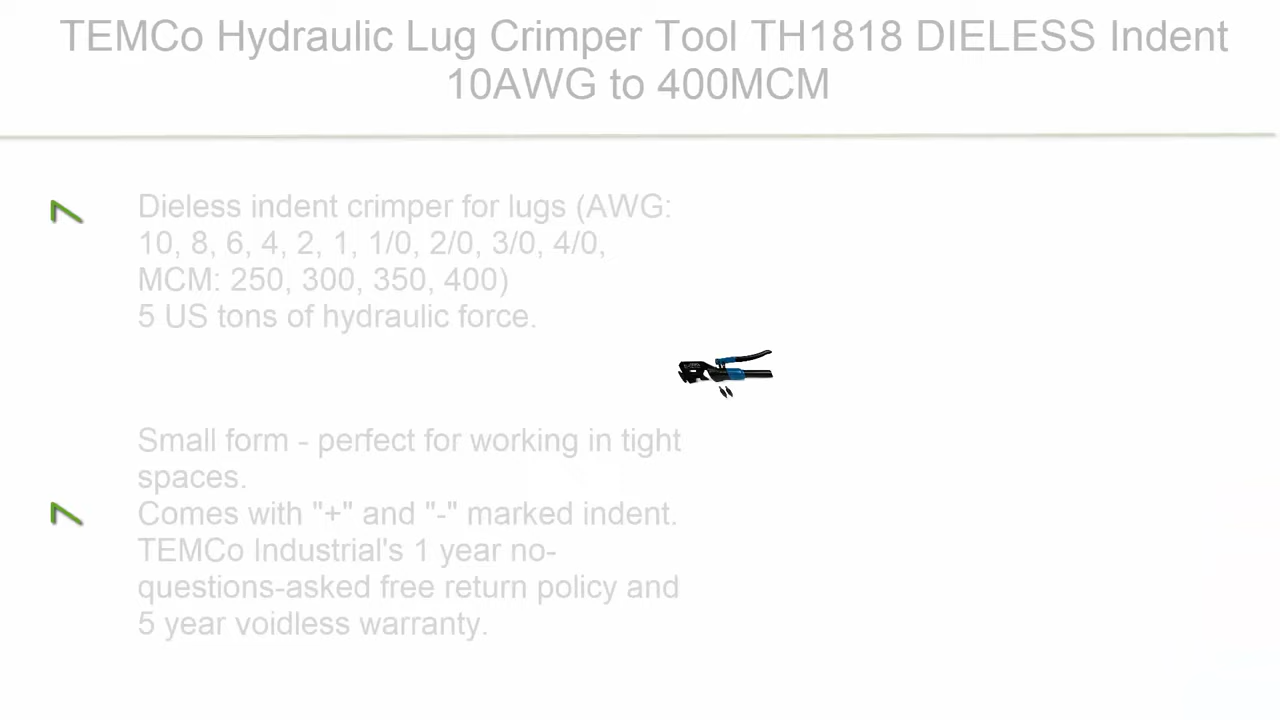 TEMCo Hydraulic Lug Crimper Tool TH1818 DIELESS Indent
10AWG to 400MCM
Dieless indent crimper for lugs (AWG:
10, 8, 6, 4, 2, 1, 1/0, 2/0, 3/0, 4/0,
MCM: 250, 300, 350, 400)
5 US tons of hydraulic force.
Small form - perfect for working in tight
spaces.
Comes with "+" and "-" marked indent.
TEMCo Industrial's 1 year no-
questions-asked free return policy and
5 year voidless warranty.